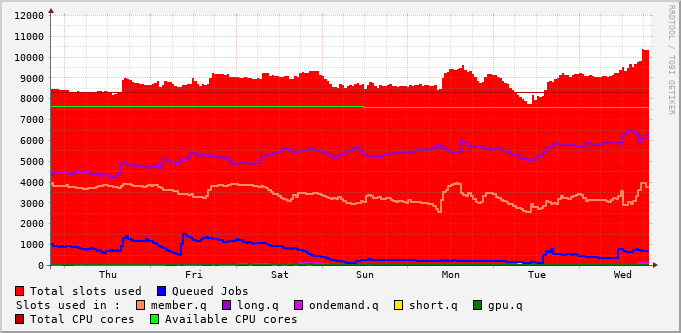 RRDTOOL / TOBI OETIKER
12000
11000
10000
9000
8000
7000
6000
5000
4000
3000
2000
1000
0
Thu Fri Sat Sun Mon Tue Wed
Total slots used Queued Jobs
Slots used in : member.q long.q ondemand.q short.q gpu.q
Total CPU cores Available CPU cores